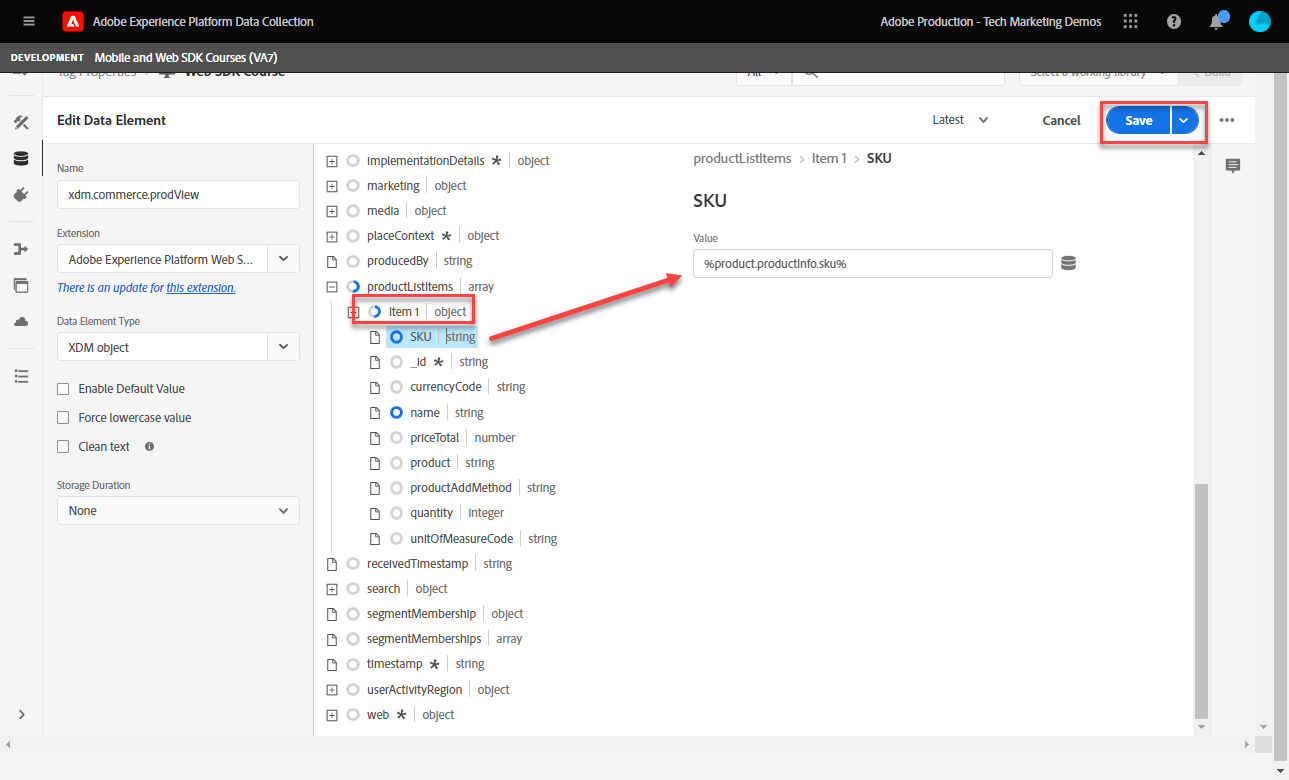 Adobe Experience Platform Data Collection
Adobe Production - Tech Marketing Demos
DEVELOPMENT Mobile and Web SDK Courses (VA7)
Tag Properties Web SDK Course
All
Select a working library
Build
Edit Data Element
Latest
Cancel
Save
Name
xdm.commerce.prodView
Extension
Adobe Experience Platform Web S...
There is an update for this extension.
Data Element Type
XDM object
Enable Default Value
Force lowercase value
Clean text
Storage Duration
None
implementationDetails * object
marketing object
media object
placeContext * object
producedBy string
productListItems array
Item 1 object
SKU string
_id * string
currencyCode string
name string
priceTotal number
product string
productAddMethod string
quantity integer
unitOfMeasureCode string
receivedTimestamp string
search object
segmentMembership object
segmentMemberships array
timestamp * string
userActivityRegion object
web * object
productListItems > Item 1 > SKU
SKU
Value
%product.productInfo.sku%